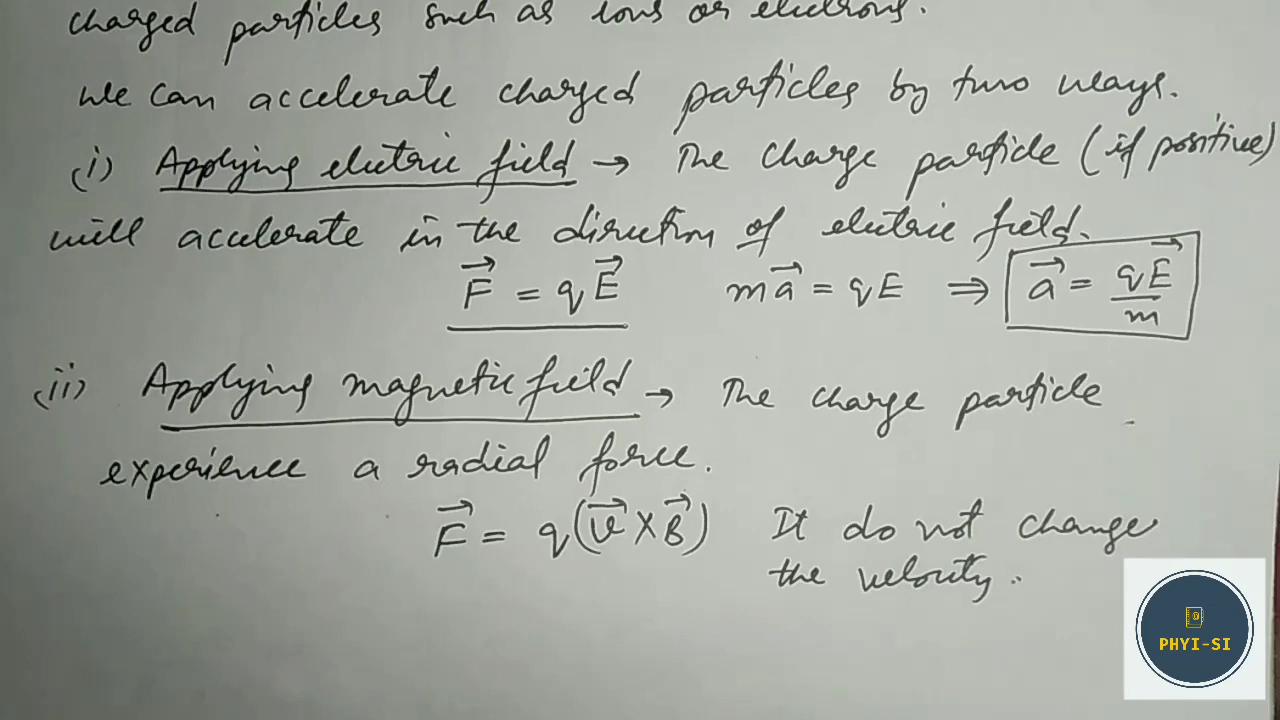 charged particles such as ions or electrons.
We can accelerate charged particles by two ways.
(i) Applying electric field → The charge particle (if positive)
will accelerate in the direction of electric field.
F⃗ = qE⃗ ma⃗ = qE ⇒ a⃗ = qE⃗/m
(ii) Applying magnetic field → The charge particle
experience a radial force.
F⃗ = q(v⃗ × B⃗) It do not change
the velocity.
PHYI-SI